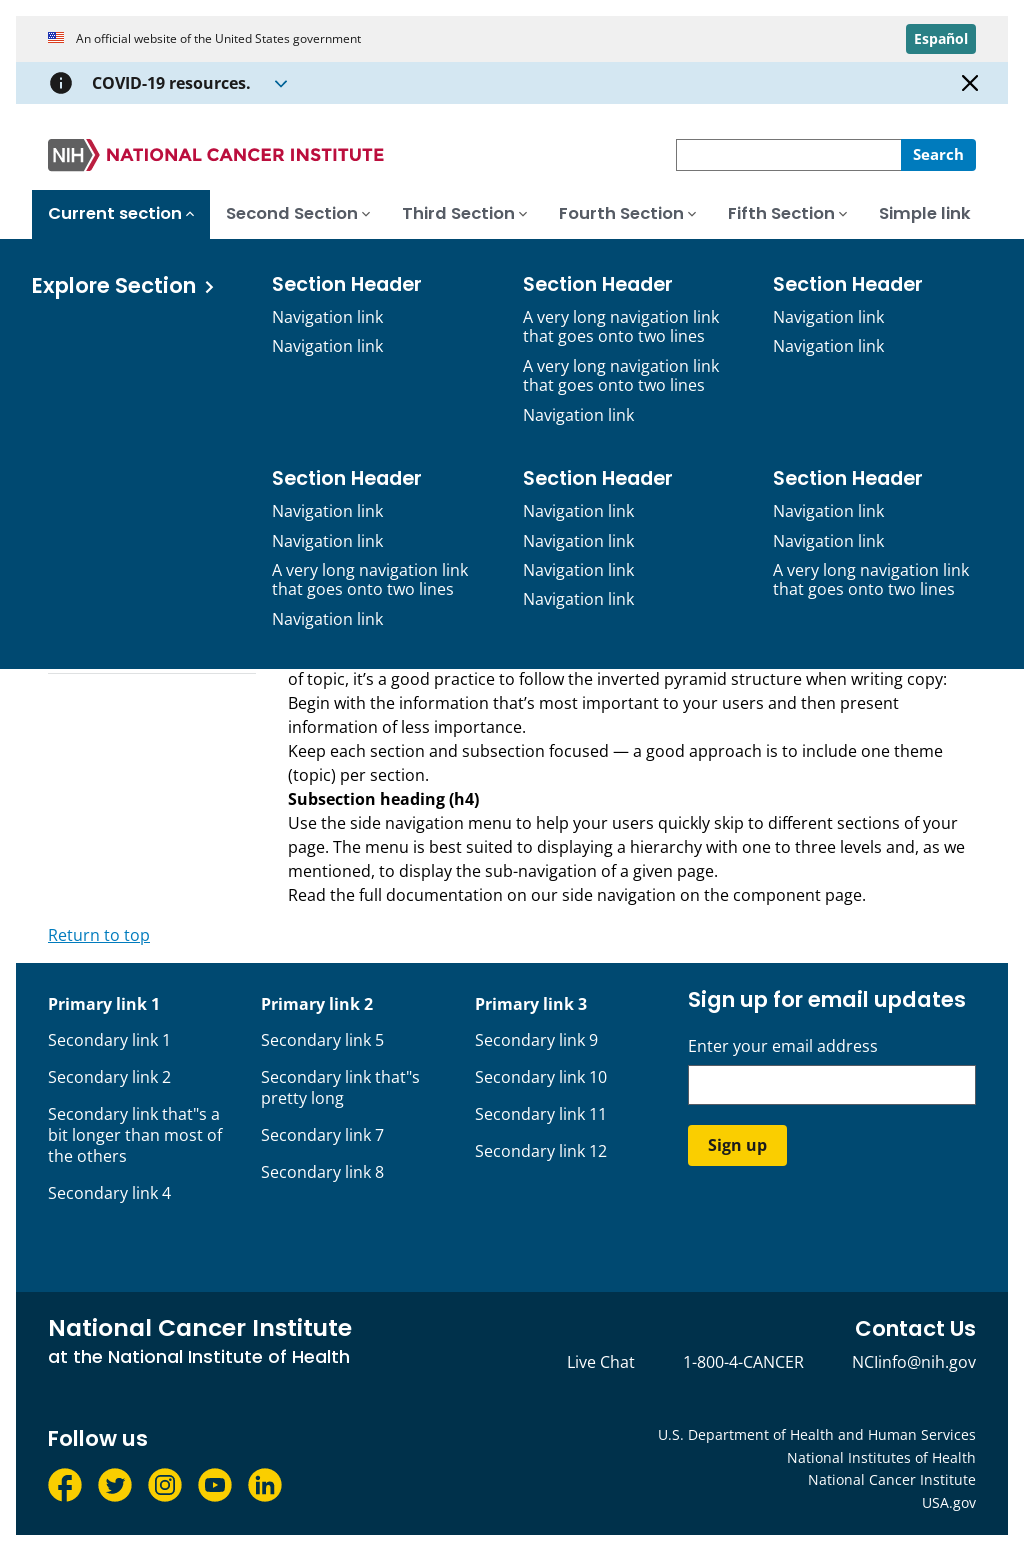 An official website of the United States government
Español
COVID-19 resources.
NIH NATIONAL CANCER INSTITUTE
Search
Current section
Second Section
Third Section
Fourth Section
Fifth Section
Simple link
Explore Section
Section Header
Navigation link
Navigation link
Section Header
A very long navigation link
that goes onto two lines
A very long navigation link
that goes onto two lines
Navigation link
Section Header
Navigation link
Navigation link
Section Header
Navigation link
Navigation link
A very long navigation link
that goes onto two lines
Navigation link
Section Header
Navigation link
Navigation link
Navigation link
Navigation link
Section Header
Navigation link
Navigation link
A very long navigation link
that goes onto two lines
of topic, it’s a good practice to follow the inverted pyramid structure when writing copy:
Begin with the information that’s most important to your users and then present
information of less importance.
Keep each section and subsection focused — a good approach is to include one theme
(topic) per section.
Subsection heading (h4)
Use the side navigation menu to help your users quickly skip to different sections of your
page. The menu is best suited to displaying a hierarchy with one to three levels and, as we
mentioned, to display the sub-navigation of a given page.
Read the full documentation on our side navigation on the component page.
Return to top
Primary link 1
Secondary link 1
Secondary link 2
Secondary link that"s a
bit longer than most of
the others
Secondary link 4
Primary link 2
Secondary link 5
Secondary link that"s
pretty long
Secondary link 7
Secondary link 8
Primary link 3
Secondary link 9
Secondary link 10
Secondary link 11
Secondary link 12
Sign up for email updates
Enter your email address
Sign up
National Cancer Institute
at the National Institute of Health
Contact Us
Live Chat
1-800-4-CANCER
NCIinfo@nih.gov
Follow us
U.S. Department of Health and Human Services
National Institutes of Health
National Cancer Institute
USA.gov